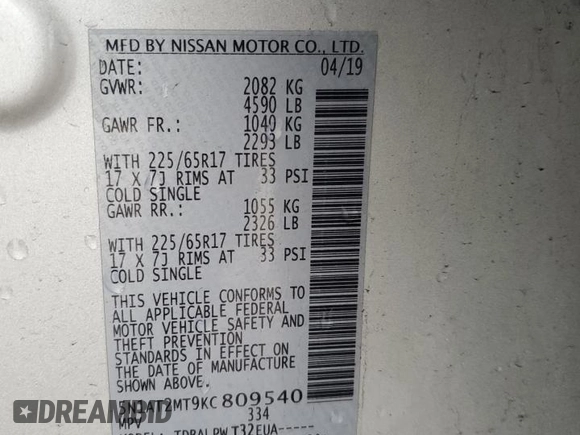 MFD BY NISSAN MOTOR CO., LTD.
DATE: 04/19
GVWR: 2082 KG
4590 LB
GAWR FR.: 1040 KG
2293 LB
WITH 225/65R17 TIRES
17 X 7J RIMS AT 33 PSI
COLD SINGLE
GAWR RR.: 1055 KG
2326 LB
WITH 225/65R17 TIRES
17 X 7J RIMS AT 33 PSI
COLD SINGLE
THIS VEHICLE CONFORMS TO
ALL APPLICABLE FEDERAL
MOTOR VEHICLE SAFETY AND
THEFT PREVENTION
STANDARDS IN EFFECT ON
THE DATE OF MANUFACTURE
SHOWN ABOVE.
5N1AT2MT9KC809540
MPV 334
DREAMBIDCAR.COM